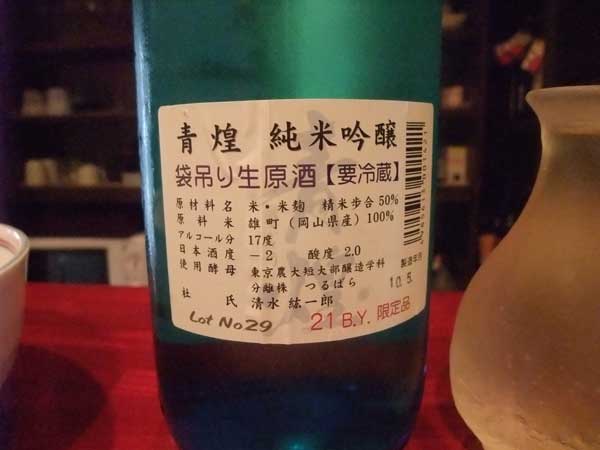 青煌 純米吟醸
袋吊り生原酒【要冷蔵】
原材料名 米・米麹 精米歩合 50%
原料米 雄町(岡山県産)100%
アルコール分 17度
日本酒度 -2 酸度 2.0
使用酵母 東京農大短大部醸造学科
分離株 つるばら
杜氏 清水紘一郎
Lot No29
21 B.Y. 限定品
製造年月
10.5.